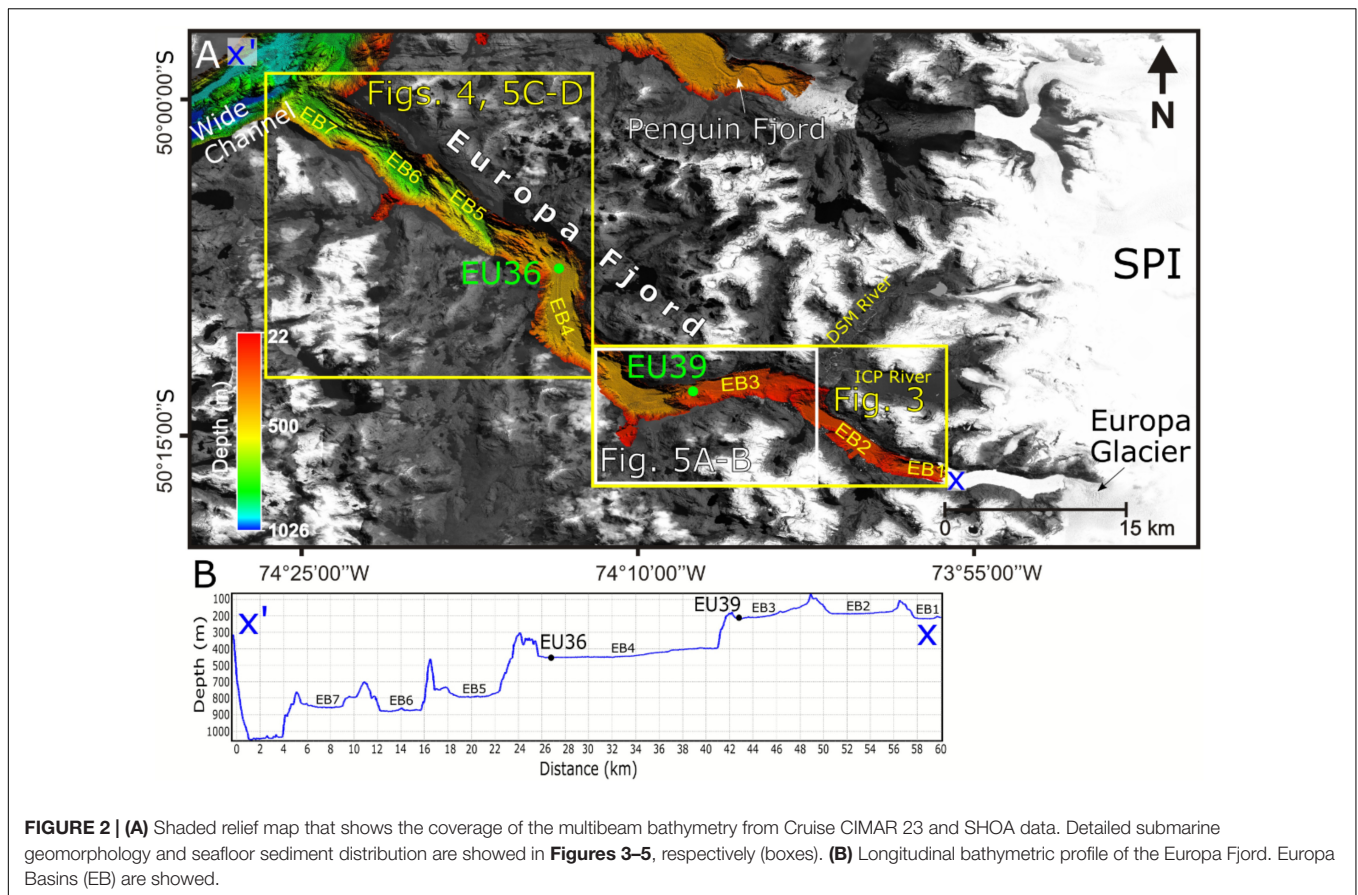 A X'
50°00'00"S
50°15'00"S
Wide
Channel
Figs. 4, 5C-D
EB7
EB6
EB5
Europa Fjord
Penguin Fjord
N
SPI
EU36
EB4
22
500
1026
Depth (m)
EU39
EB3
DSM River
ICP River
Fig. 3
EB2
EB1
Fig. 5A-B
X
Europa
Glacier
0 15 km
74°25'00"W 74°10'00"W 73°55'00"W
B
X'
EU36
EU39
X
EB7 EB6 EB5 EB4 EB3 EB2 EB1
Depth (m)
100
200
300
400
500
600
700
800
900
1000
0 2 4 6 8 10 12 14 16 18 20 22 24 26 28 30 32 34 36 38 40 42 44 46 48 50 52 54 56 58 60
Distance (km)
FIGURE 2 | (A) Shaded relief map that shows the coverage of the multibeam bathymetry from Cruise CIMAR 23 and SHOA data. Detailed submarine
geomorphology and seafloor sediment distribution are shown in Figures 3–5, respectively (boxes). (B) Longitudinal bathymetric profile of the Europa Fjord. Europa
Basins (EB) are shown.